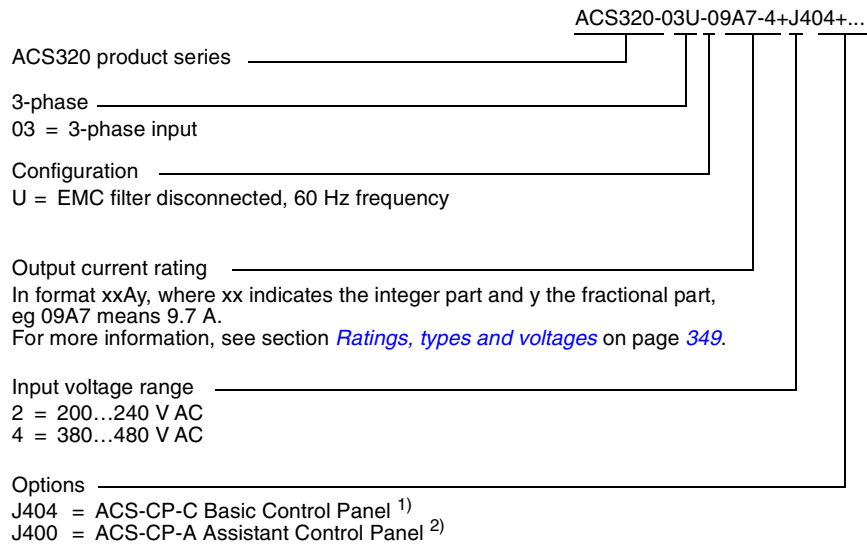 ACS320-03U-09A7-4+J404+...
ACS320 product series
3-phase
03 = 3-phase input
Configuration
U = EMC filter disconnected, 60 Hz frequency
Output current rating
In format xxAy, where xx indicates the integer part and y the fractional part,
eg 09A7 means 9.7 A.
For more information, see section Ratings, types and voltages on page 349.
Input voltage range
2 = 200…240 V AC
4 = 380…480 V AC
Options
J404 = ACS-CP-C Basic Control Panel 1)
J400 = ACS-CP-A Assistant Control Panel 2)